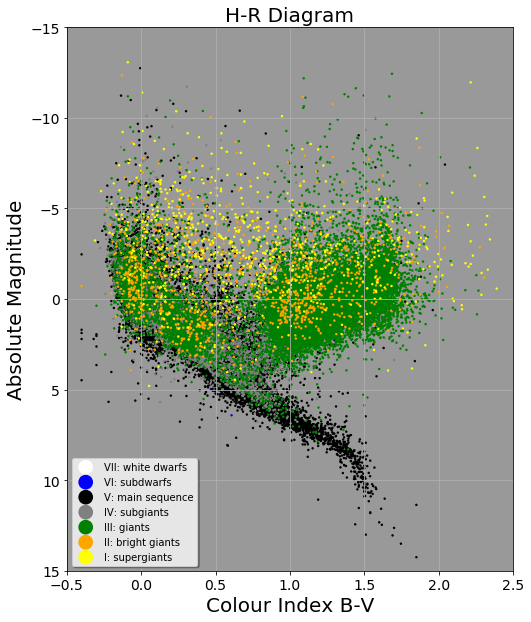 H-R Diagram
Absolute Magnitude
−15
−10
−5
0
5
10
15
VII: white dwarfs
VI: subdwarfs
V: main sequence
IV: subgiants
III: giants
II: bright giants
I: supergiants
−0.5 0.0 0.5 1.0 1.5 2.0 2.5
Colour Index B-V